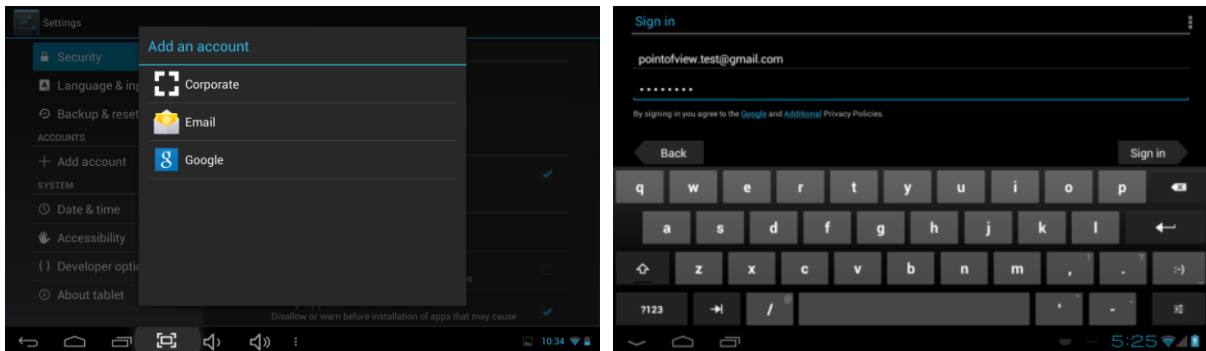 Settings
Add an account
Security
Corporate
Language & inp
Email
Backup & reset
ACCOUNTS
Google
Add account
SYSTEM
Date & time
Accessibility
{ } Developer optio
About tablet
Disallow or warn before installation of apps that may cause
10:34
Sign in
pointofview.test@gmail.com
••••••••
By signing in you agree to the Google and Additional Privacy Policies.
Back
Sign in
q w e r t y u i o p
a s d f g h j k l
z x c v b n m , ! . ? :-)
?123 / @ ' " - _
5:25